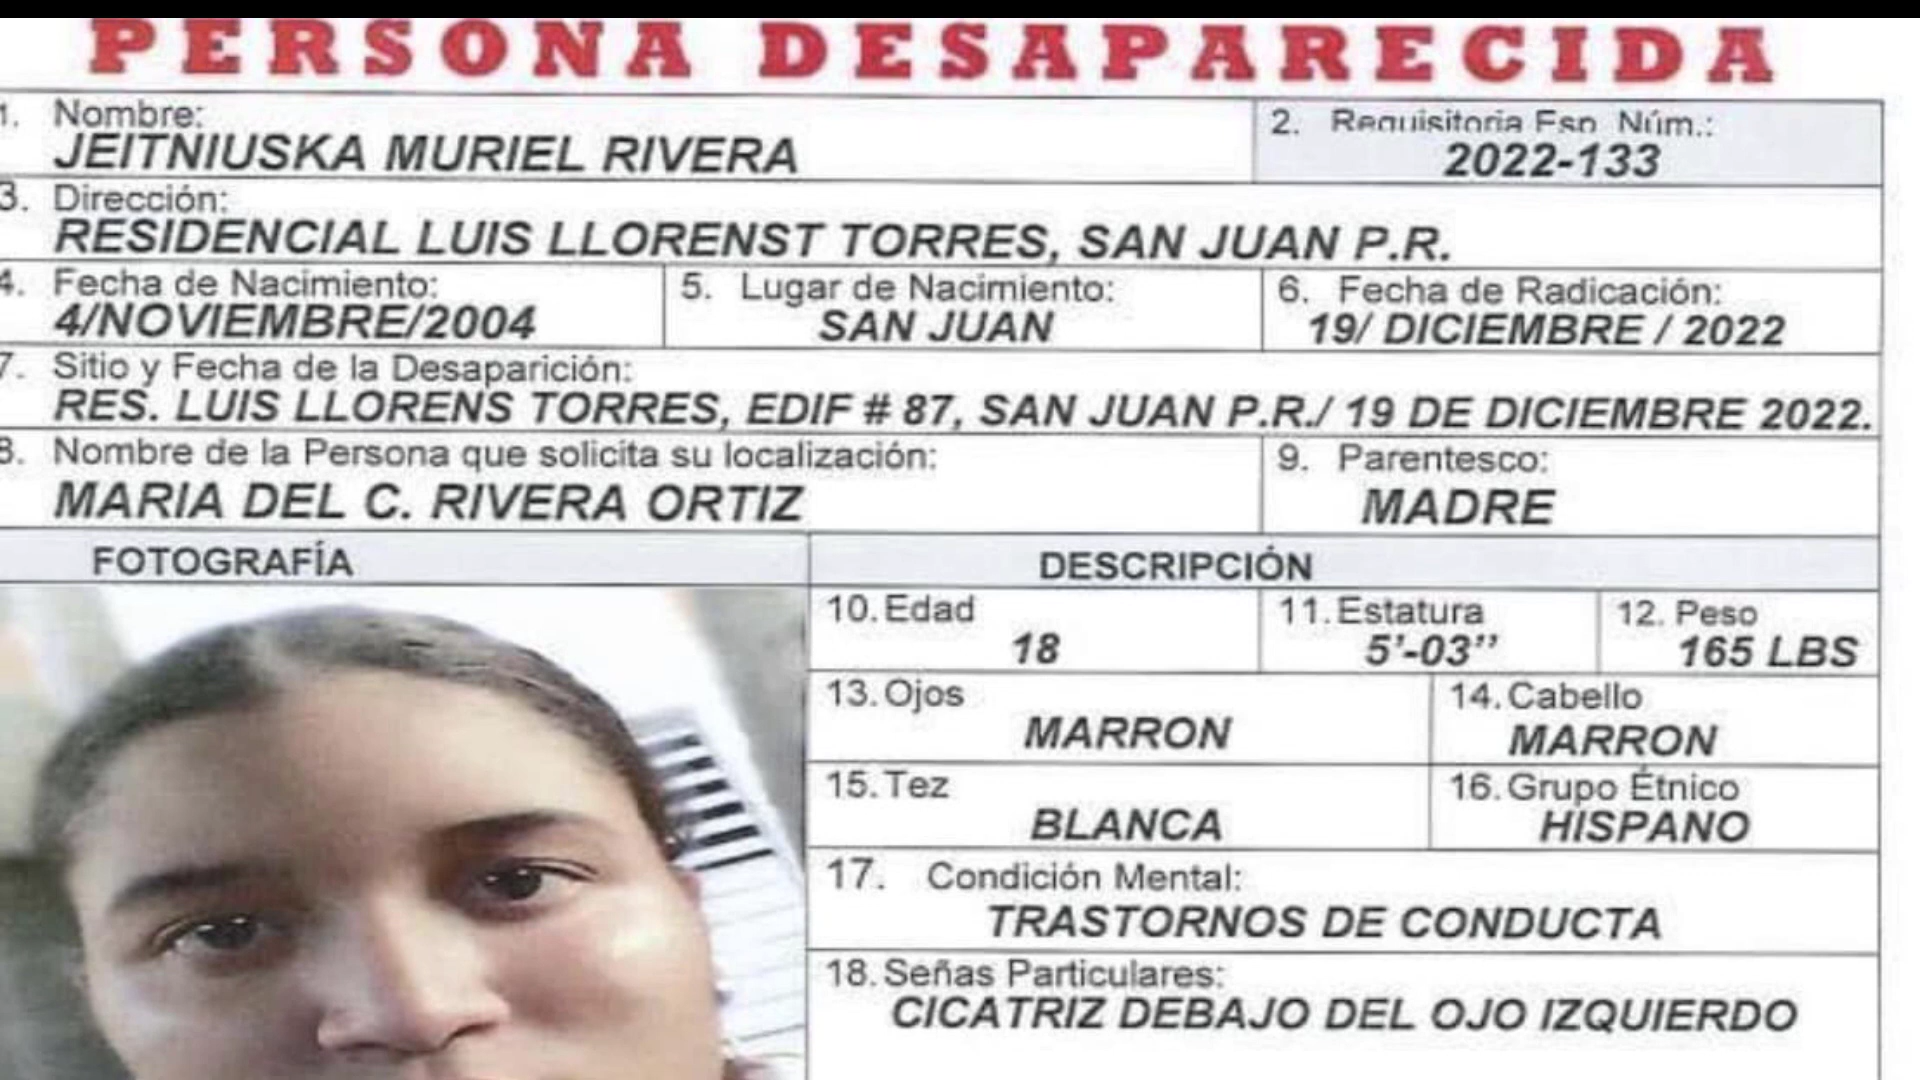 PERSONA DESAPARECIDA
1. Nombre:
JEITNIUSKA MURIEL RIVERA
2. Requisitoria Esp. Núm.:
2022-133
3. Dirección:
RESIDENCIAL LUIS LLORENST TORRES, SAN JUAN P.R.
4. Fecha de Nacimiento:
4/NOVIEMBRE/2004
5. Lugar de Nacimiento:
SAN JUAN
6. Fecha de Radicación:
19/ DICIEMBRE / 2022
7. Sitio y Fecha de la Desaparición:
RES. LUIS LLORENS TORRES, EDIF # 87, SAN JUAN P.R./ 19 DE DICIEMBRE 2022.
8. Nombre de la Persona que solicita su localización:
MARIA DEL C. RIVERA ORTIZ
9. Parentesco:
MADRE
FOTOGRAFÍA
DESCRIPCIÓN
10. Edad
18
11. Estatura
5'-03"
12. Peso
165 LBS
13. Ojos
MARRON
14. Cabello
MARRON
15. Tez
BLANCA
16. Grupo Étnico
HISPANO
17. Condición Mental:
TRASTORNOS DE CONDUCTA
18. Señas Particulares:
CICATRIZ DEBAJO DEL OJO IZQUIERDO